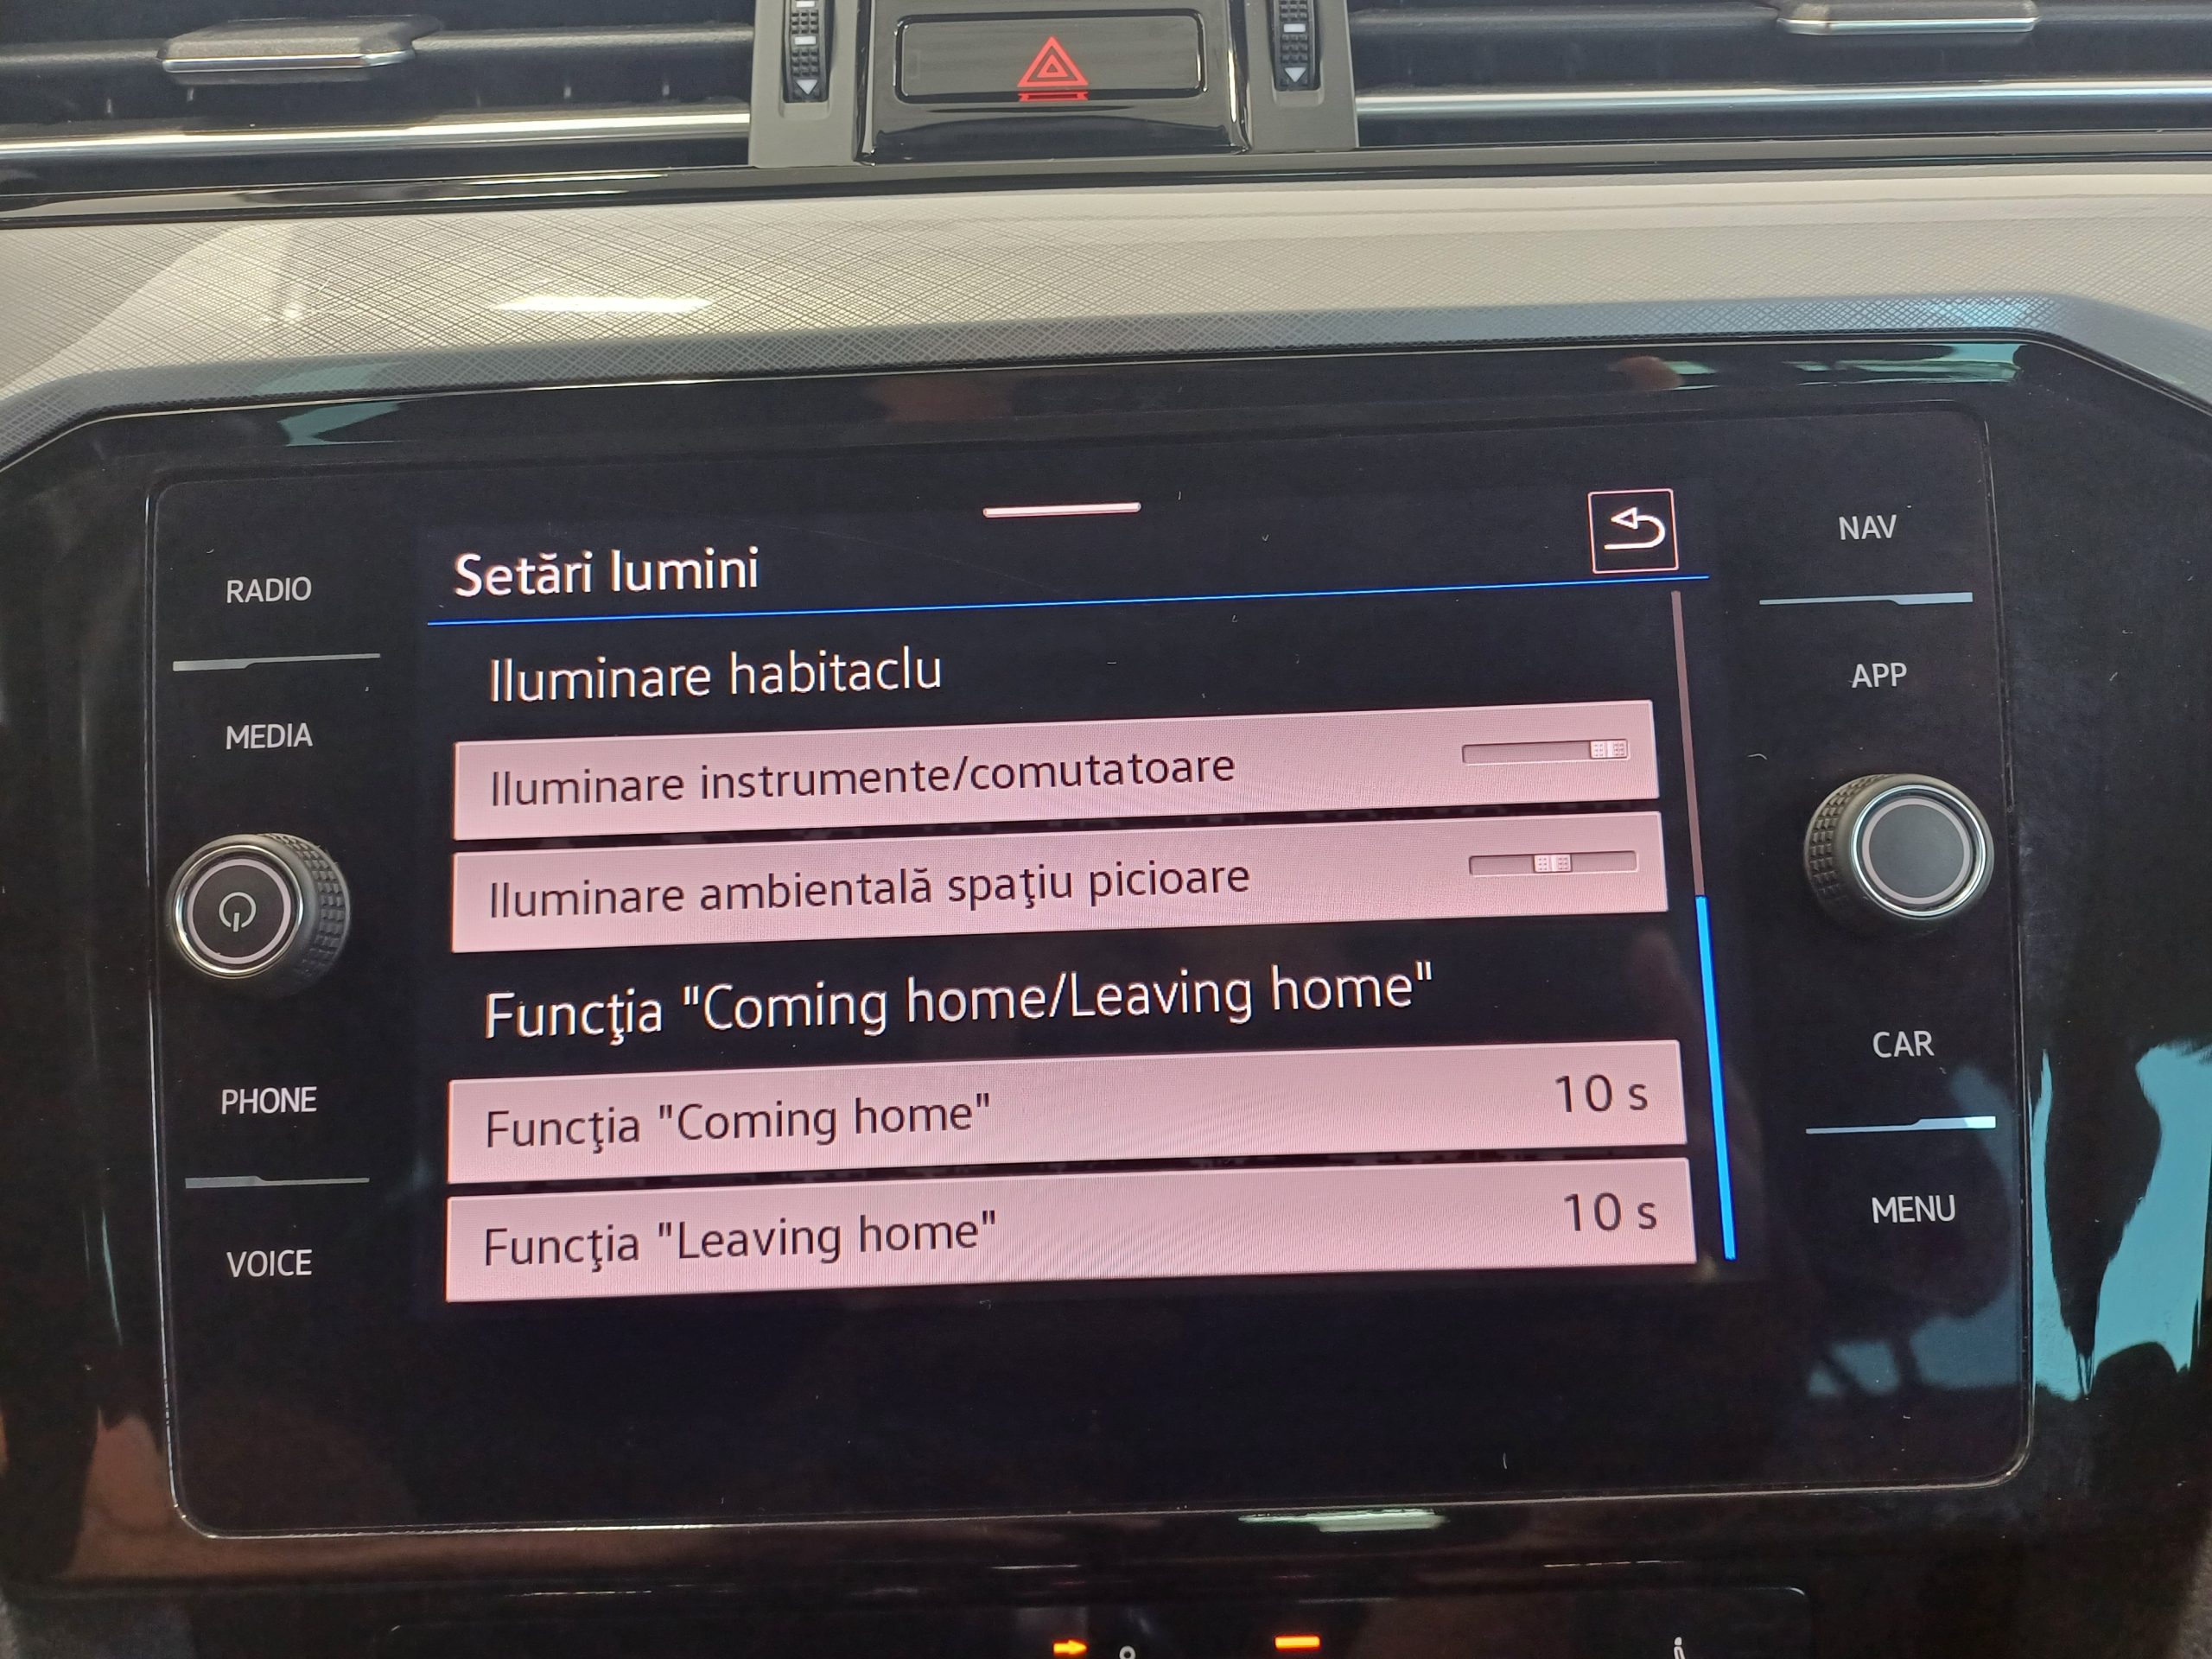 RADIO
MEDIA
PHONE
VOICE
Setări lumini
Iluminare habitaclu
Iluminare instrumente/comutatoare
Iluminare ambientală spaţiu picioare
Funcţia "Coming home/Leaving home"
Funcţia "Coming home" 10 s
Funcţia "Leaving home" 10 s
NAV
APP
CAR
MENU